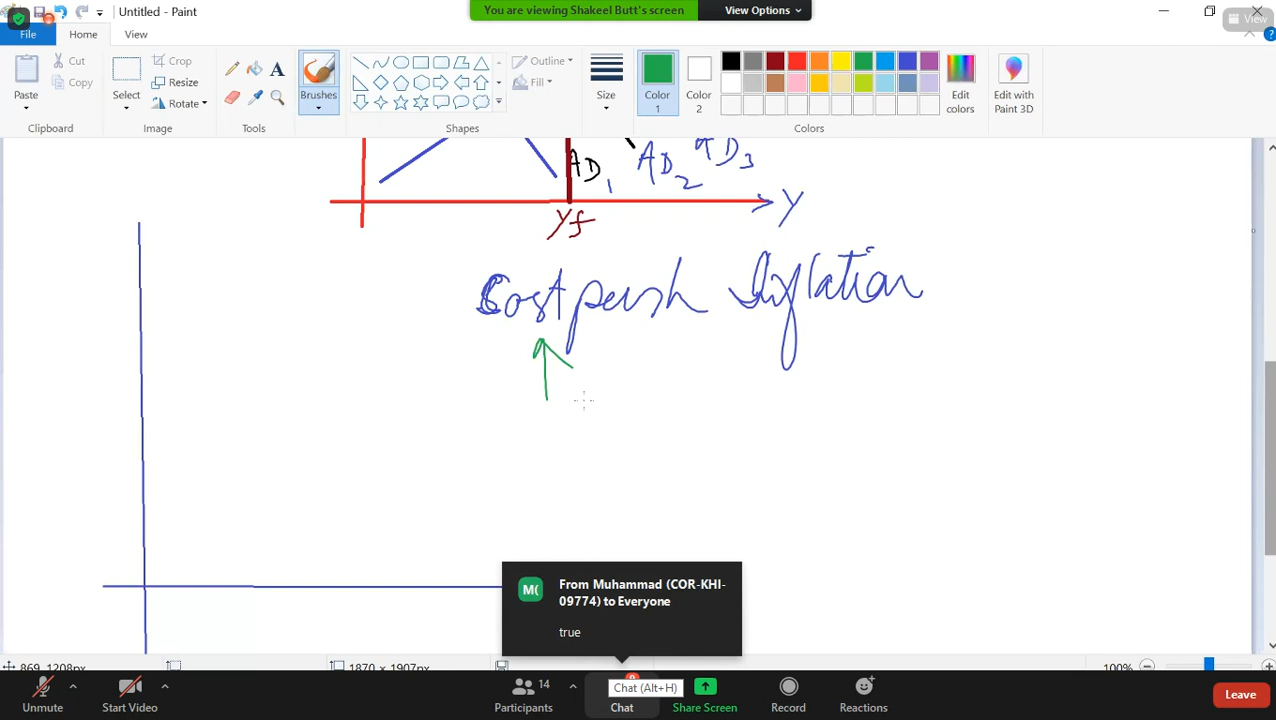 Untitled - Paint
You are viewing Shakeel Butt's screen
View Options
View
File
Home
View
Paste
Cut
Copy
Select
Crop
Resize
Rotate
A
Brushes
Outline
Fill
Size
Color
1
Color
2
Edit
colors
Edit with
Paint 3D
Clipboard
Image
Tools
Shapes
Colors
AD1
AD2
AD3
Y
Yf
Cost push Inflation
M(
From Muhammad (COR-KHI-
09774) to Everyone
true
869, 1208px
1870 × 1907px
100%
Chat (Alt+H)
14
Unmute
Start Video
Participants
Chat
Share Screen
Record
Reactions
Leave